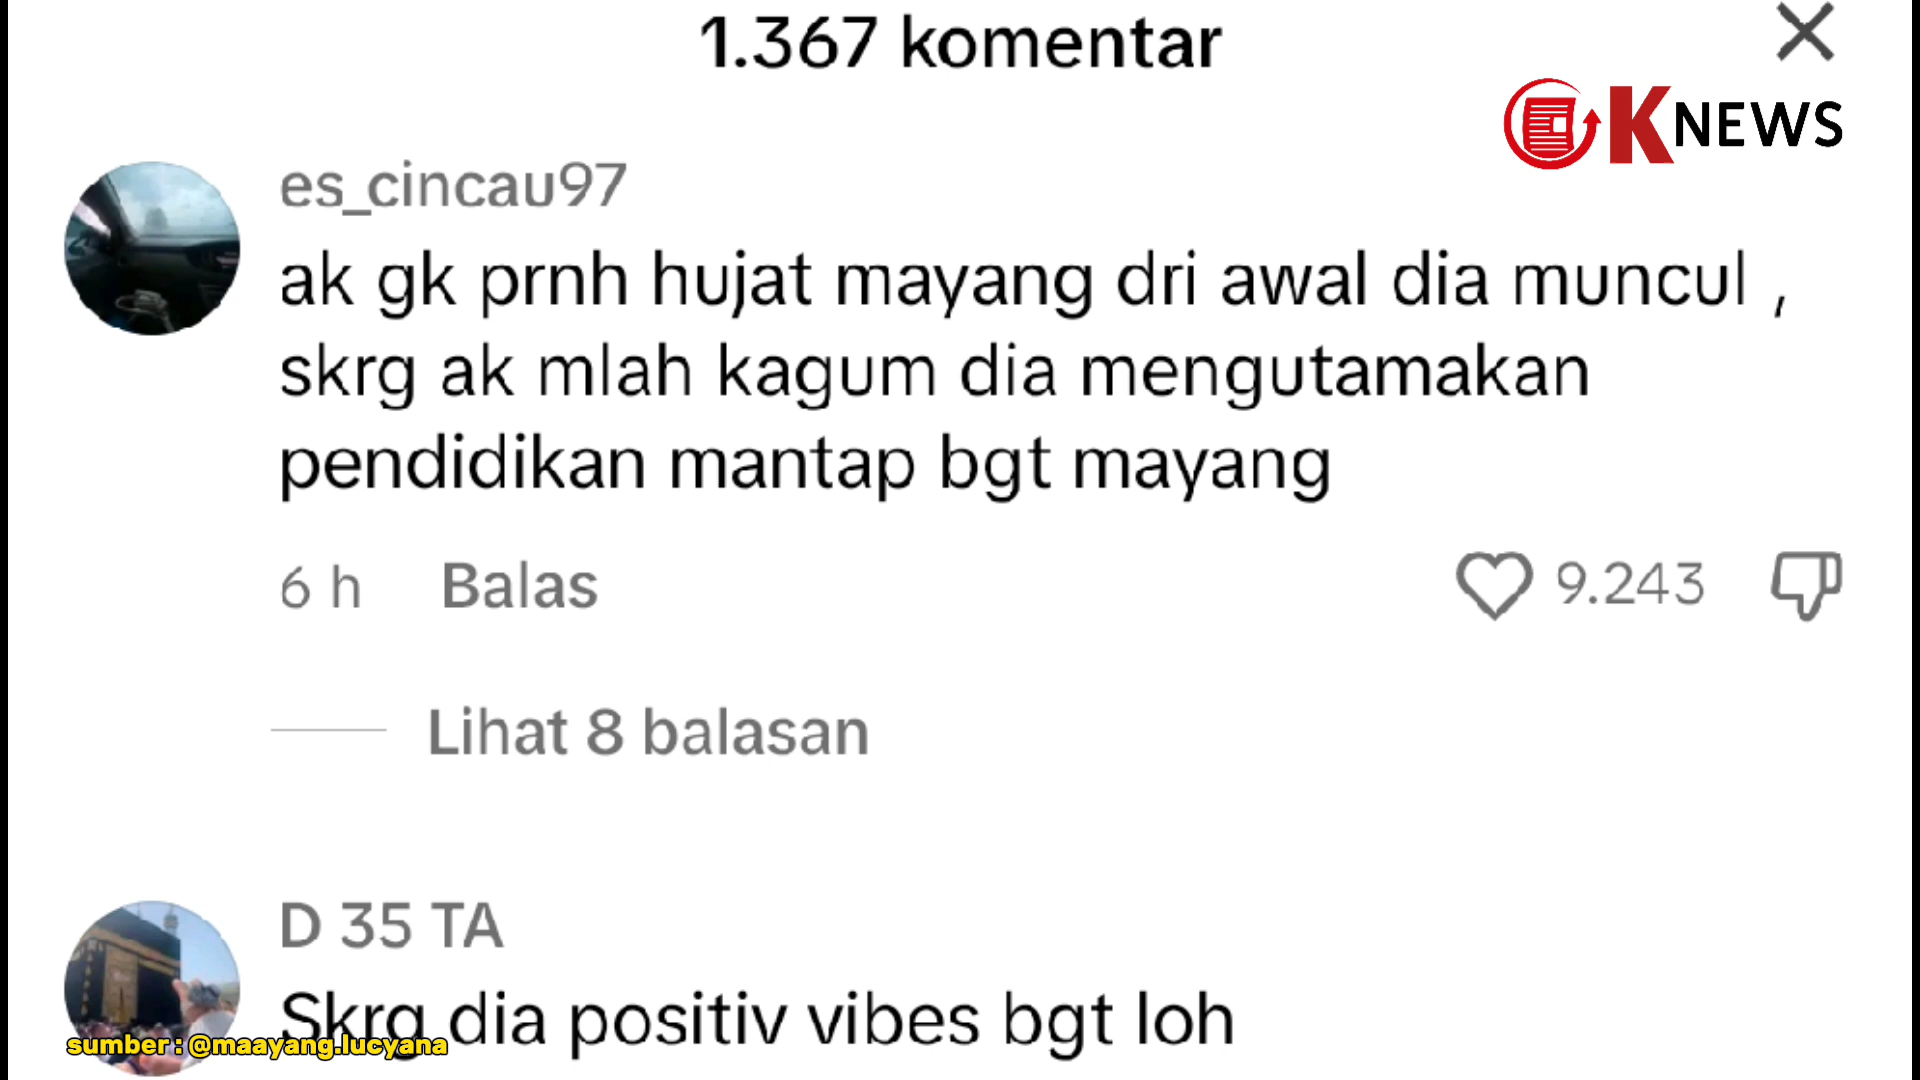 1.367 komentar
KNEWS
es_cincau97
ak gk prnh hujat mayang dri awal dia muncul ,
skrg ak mlah kagum dia mengutamakan
pendidikan mantap bgt mayang
6 h Balas 9.243
Lihat 8 balasan
D 35 TA
Skrg dia positiv vibes bgt loh
sumber : @maayang.lucyana